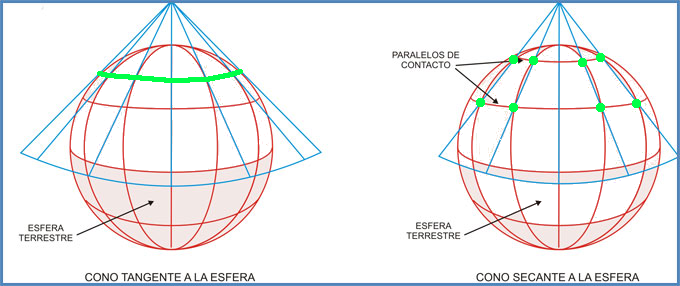 PARALELOS DE
CONTACTO
ESFERA
TERRESTRE
ESFERA
TERRESTRE
CONO TANGENTE A LA ESFERA
CONO SECANTE A LA ESFERA